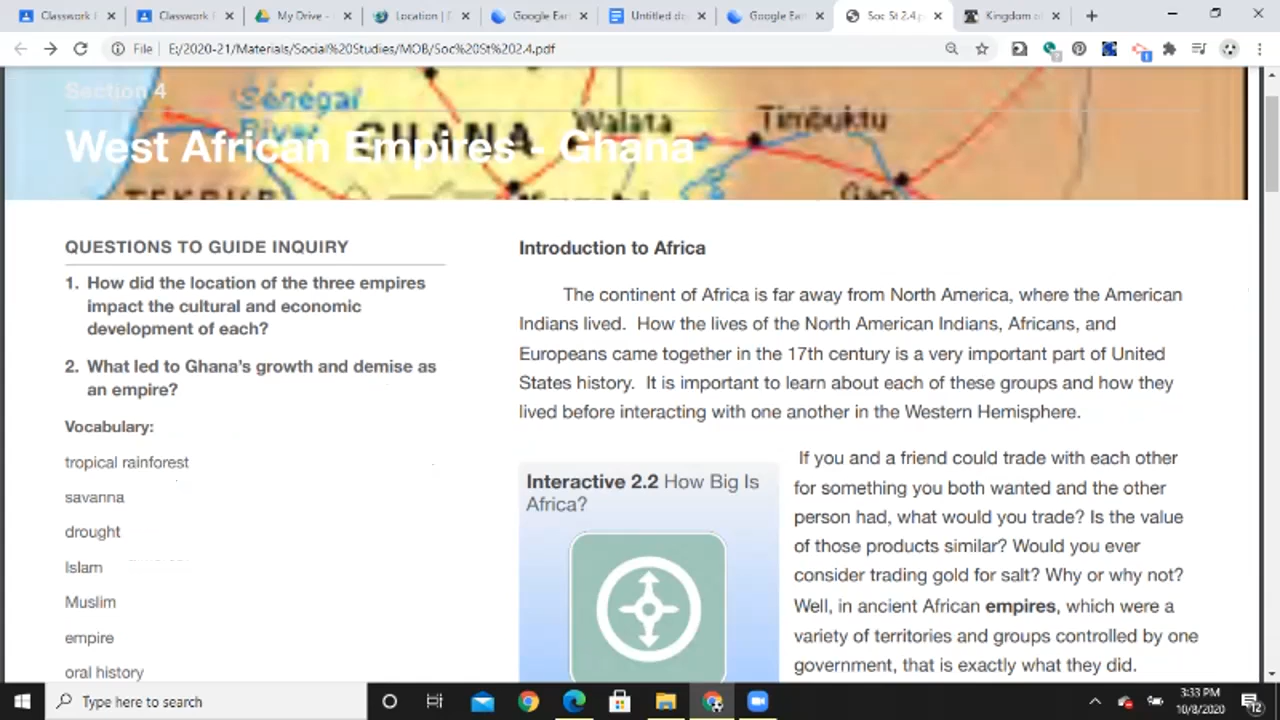 Classwork
Classwork
My Drive -
Location |
Google Ear
Untitled do
Google Ear
Soc St 2.4.p
Kingdom of
File | E:/2020-21/Materials/Social%20Studies/MOB/Soc%20St%202.4.pdf
Section 4
Sénégal
River
GHANA
Walata
Timbuktu
West African Empires - Ghana
Gao
QUESTIONS TO GUIDE INQUIRY
1. How did the location of the three empires
impact the cultural and economic
development of each?
2. What led to Ghana's growth and demise as
an empire?
Vocabulary:
tropical rainforest
savanna
drought
Islam
Muslim
empire
oral history
Introduction to Africa
The continent of Africa is far away from North America, where the American
Indians lived. How the lives of the North American Indians, Africans, and
Europeans came together in the 17th century is a very important part of United
States history. It is important to learn about each of these groups and how they
lived before interacting with one another in the Western Hemisphere.
Interactive 2.2 How Big Is
Africa?
If you and a friend could trade with each other
for something you both wanted and the other
person had, what would you trade? Is the value
of those products similar? Would you ever
consider trading gold for salt? Why or why not?
Well, in ancient African empires, which were a
variety of territories and groups controlled by one
government, that is exactly what they did.
Type here to search
3:33 PM
10/8/2020
12